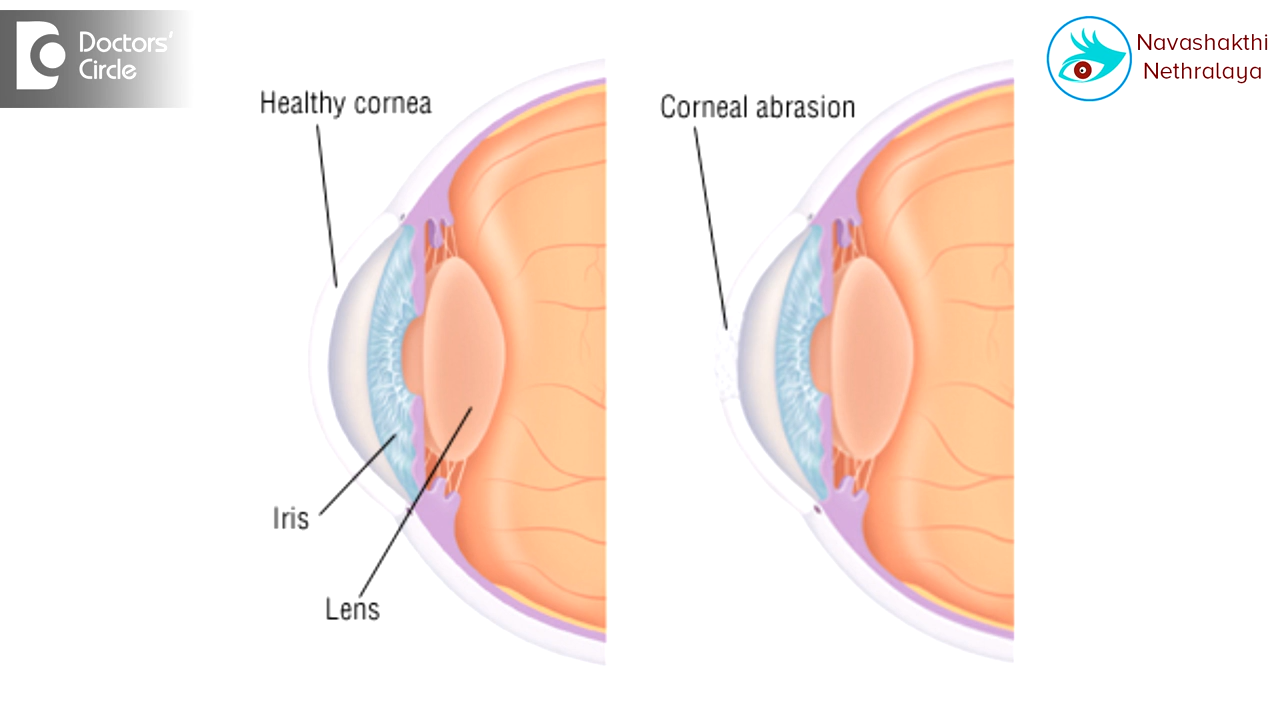 Doctors'
Circle
Navashakthi
Nethralaya
Healthy cornea
Corneal abrasion
Iris
Lens